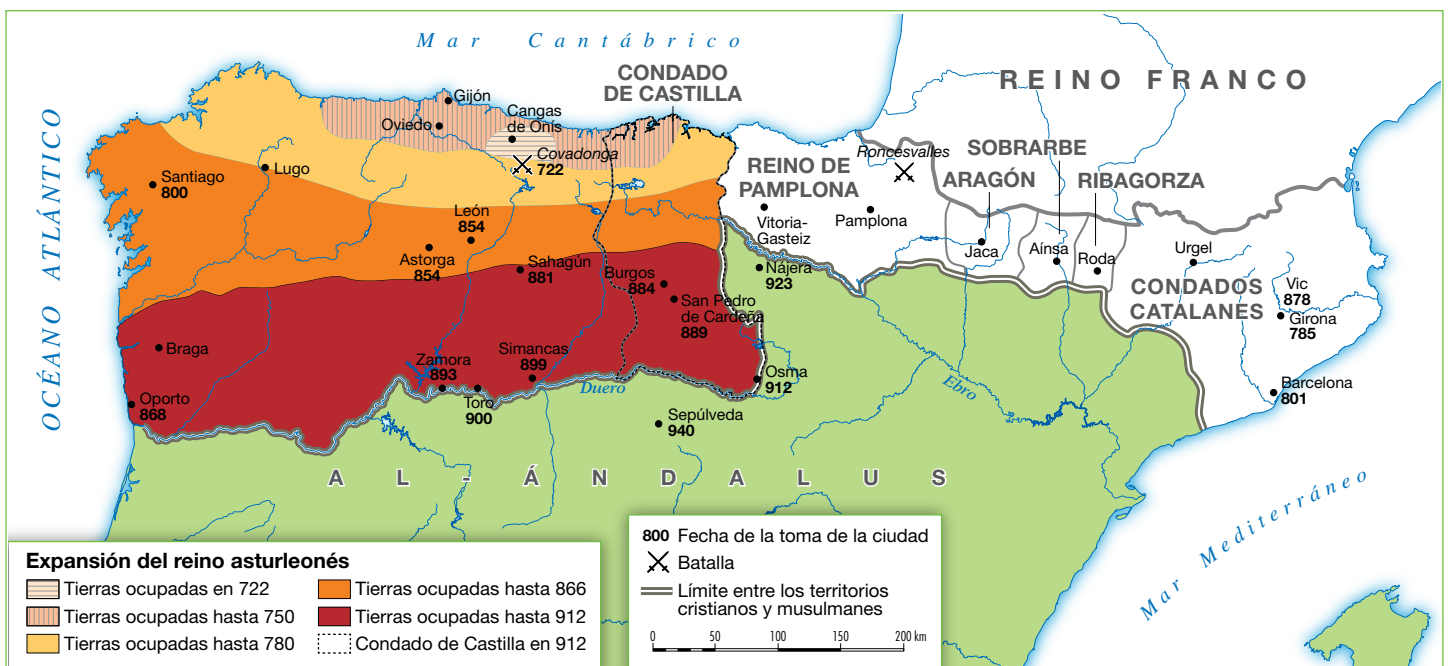 Mar Cantábrico
OCÉANO ATLÁNTICO
REINO FRANCO
CONDADO
DE CASTILLA
Gijón
Oviedo
Cangas
de Onís
Covadonga
722
Lugo
Santiago
800
León
854
Astorga
854
Sahagún
881
Burgos
884
San Pedro
de Cardeña
889
Braga
Oporto
868
Zamora
893
Toro
900
Simancas
899
Duero
Osma
912
Sepúlveda
940
REINO DE
PAMPLONA
Roncesvalles
Vitoria-
Gasteiz
Pamplona
Nájera
923
SOBRARBE
ARAGÓN
RIBAGORZA
Jaca
Aínsa
Roda
Urgel
CONDADOS
CATALANES
Vic
878
Girona
785
Barcelona
801
Ebro
AL-ÁNDALUS
Mar Mediterráneo
Expansión del reino asturleonés
Tierras ocupadas en 722
Tierras ocupadas hasta 750
Tierras ocupadas hasta 780
Tierras ocupadas hasta 866
Tierras ocupadas hasta 912
Condado de Castilla en 912
800 Fecha de la toma de la ciudad
Batalla
Límite entre los territorios
cristianos y musulmanes
0 50 100 150 200 km